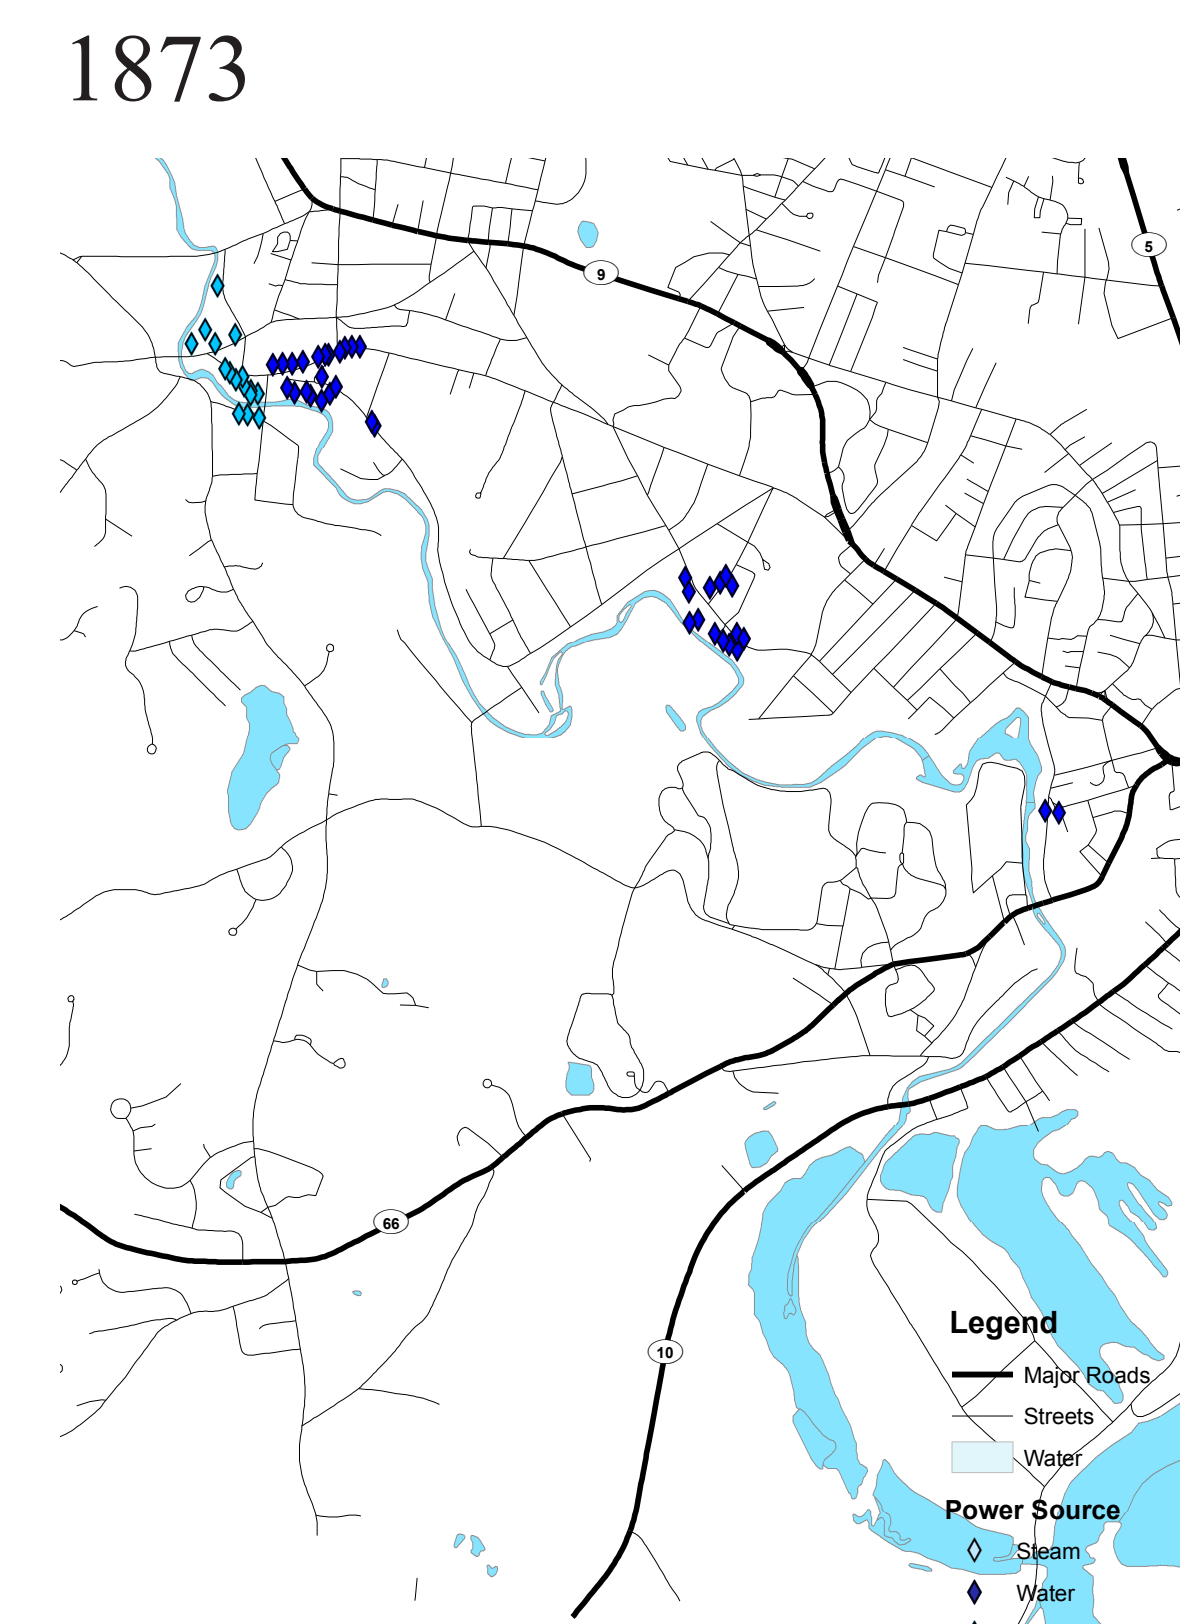 1873
5
9
66
10
Legend
Major Roads
Streets
Water
Power Source
Steam
Water